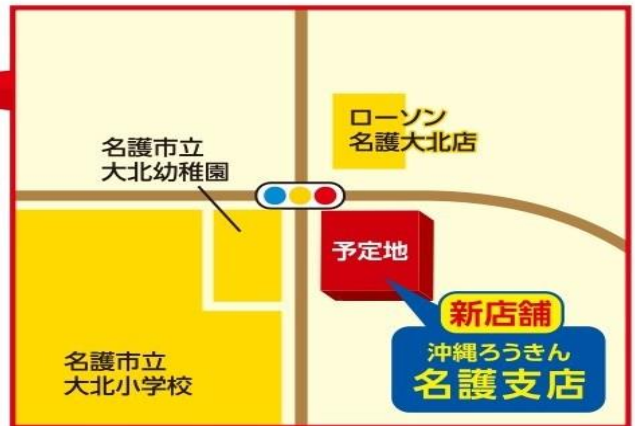 ローソン
名護大北店
名護市立
大北幼稚園
予定地
新店舗
沖縄ろうきん
名護支店
名護市立
大北小学校